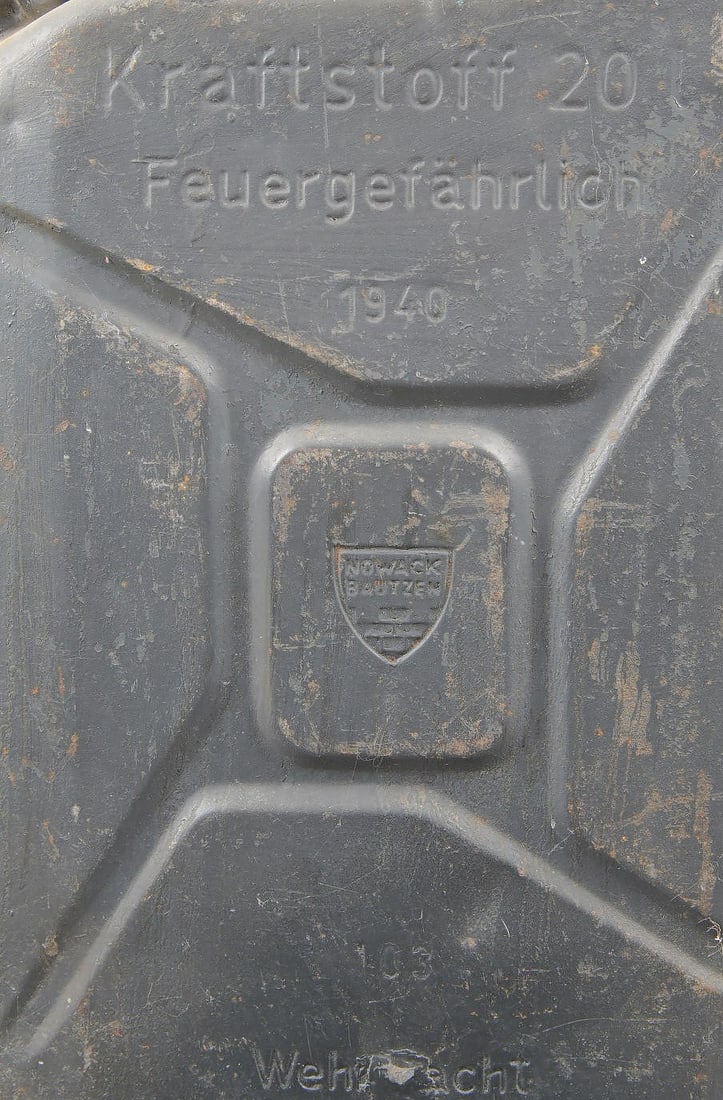 Kraftstoff 20
Feuergefährlich
1940
NOWACK
BAUTZEN
103
Wehrmacht